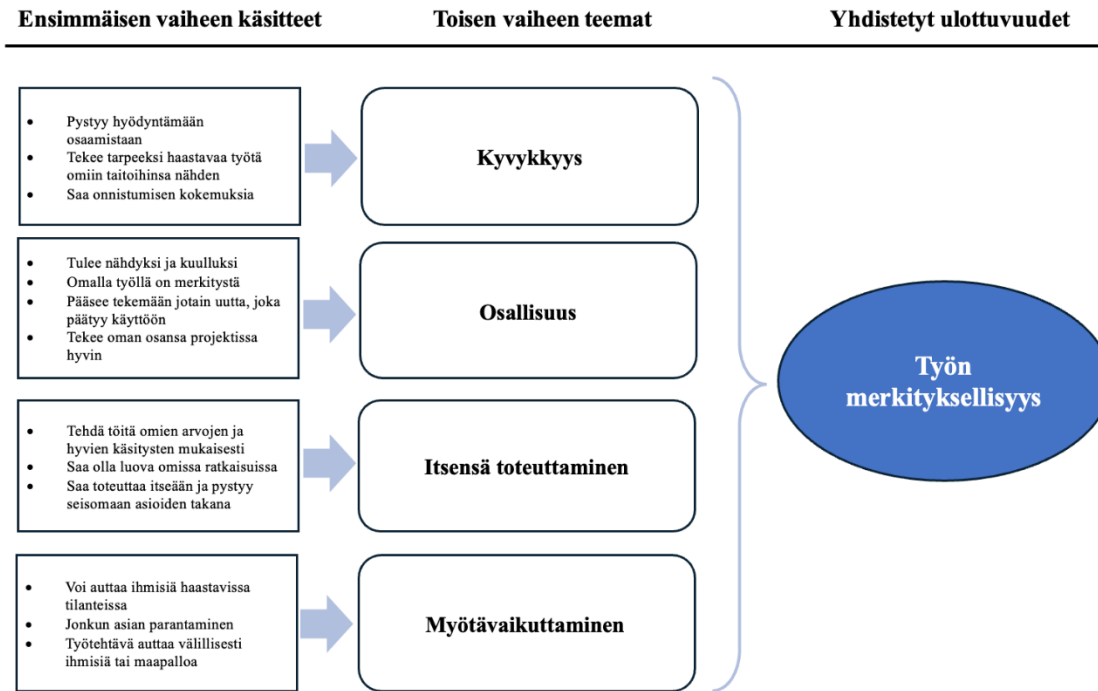 Ensimmäisen vaiheen käsitteet
Toisen vaiheen teemat
Yhdistetyt ulottuvuudet
• Pystyy hyödyntämään
osaamistaan
• Tekee tarpeeksi haastavaa työtä
omiin taitoihinsa nähden
• Saa onnistumisen kokemuksia
Kyvykkyys
• Tulee nähdyksi ja kuulluksi
• Omalla työllä on merkitystä
• Pääsee tekemään jotain uutta, joka
päätyy käyttöön
• Tekee oman osansa projektissa
hyvin
Osallisuus
• Tehdä töitä omien arvojen ja
hyvien käsitysten mukaisesti
• Saa olla luova omissa ratkaisuissa
• Saa toteuttaa itseään ja pystyy
seisomaan asioiden takana
Itsensä toteuttaminen
• Voi auttaa ihmisiä haastavissa
tilanteissa
• Jonkun asian parantaminen
• Työtehtävä auttaa välillisesti
ihmisiä tai maapalloa
Myötävaikuttaminen
Työn
merkityksellisyys